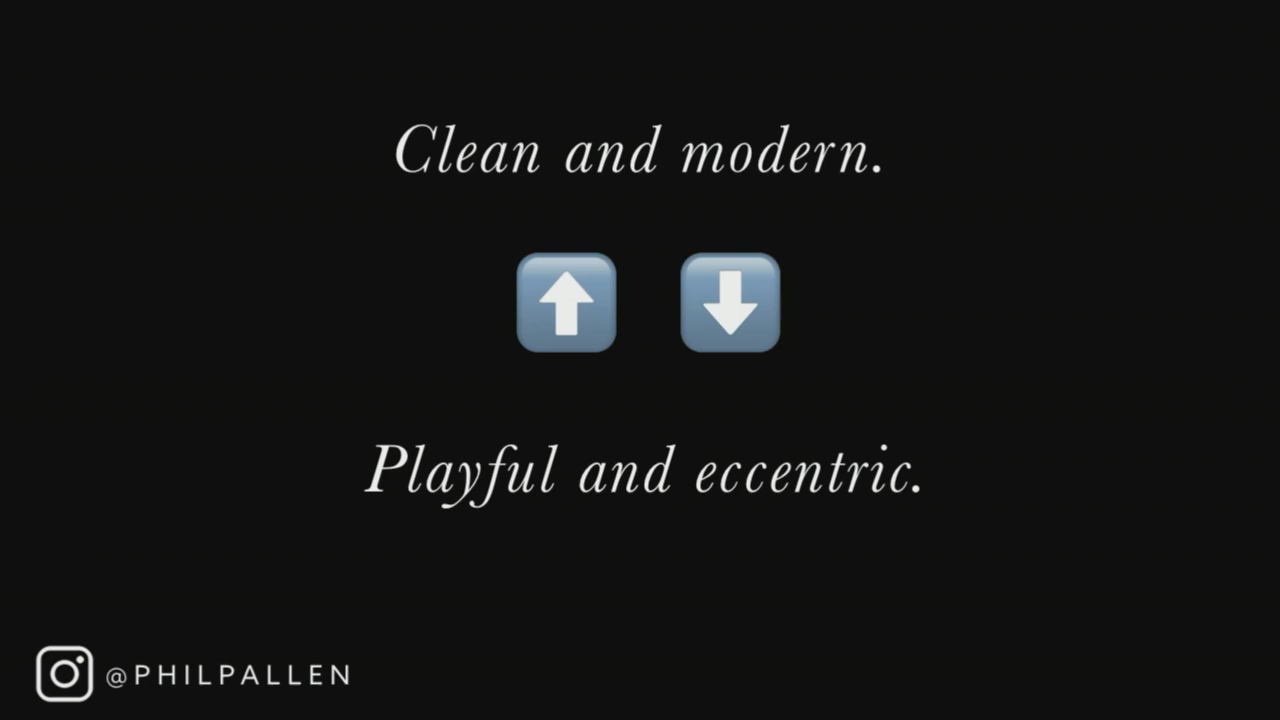 Clean and modern.
⬆️ ⬇️
Playful and eccentric.
@PHILPALLEN